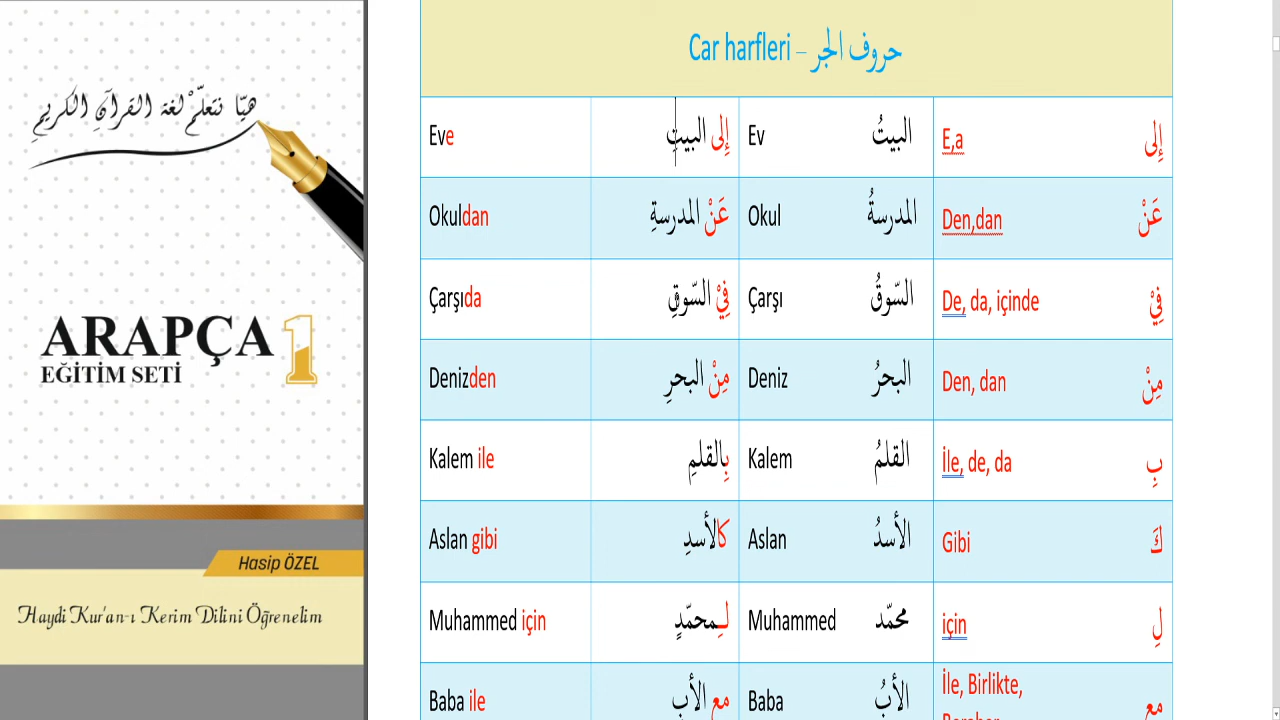 هيّا نتعلّمْ لغة القرآنِ الكريمِ
ARAPÇA 1
EĞİTİM SETİ
Hasip ÖZEL
Haydi Kur'an-ı Kerim Dilini Öğrenelim
Car harfleri – حروف الجر
Eve إِلى البيتِ Ev البيتُ E,a إِلى
Okuldan عَنْ المدرسةِ Okul المدرسةُ Den,dan عَنْ
Çarşıda فِيْ السّوقِ Çarşı السّوقُ De, da, içinde فِيْ
Denizden مِنْ البحرِ Deniz البحرُ Den, dan مِنْ
Kalem ile بِالقلمِ Kalem القلمُ İle, de, da بِ
Aslan gibi كالأسدِ Aslan الأسدُ Gibi كَ
Muhammed için لِـمحمّدٍ Muhammed محمّد için لِ
Baba ile مع الأبِ Baba الأبُ İle, Birlikte, مع